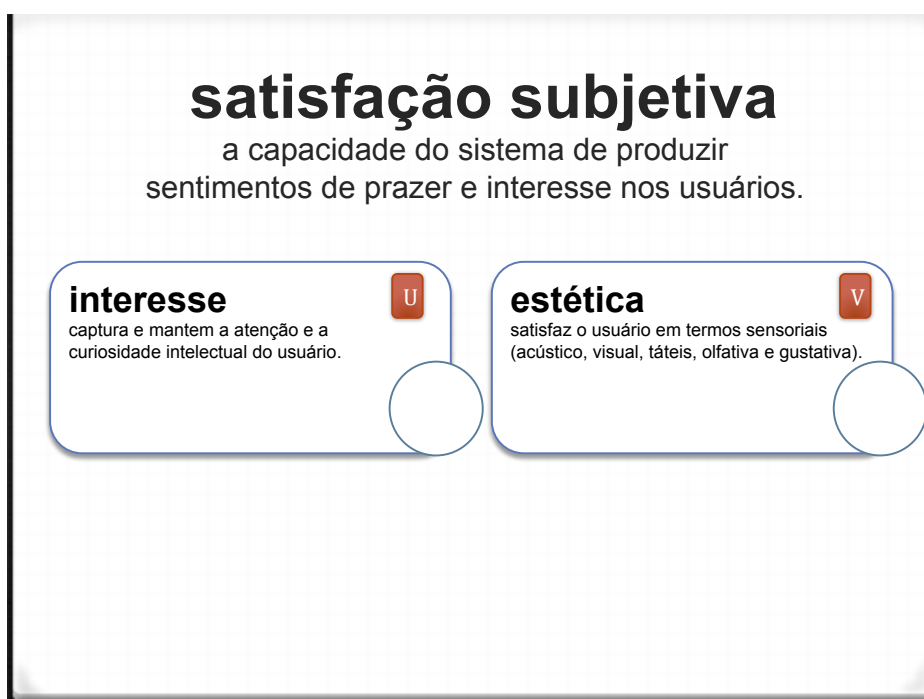 satisfação subjetiva
a capacidade do sistema de produzir
sentimentos de prazer e interesse nos usuários.
interesse
U
captura e mantem a atenção e a
curiosidade intelectual do usuário.
estética
V
satisfaz o usuário em termos sensoriais
(acústico, visual, táteis, olfativa e gustativa).